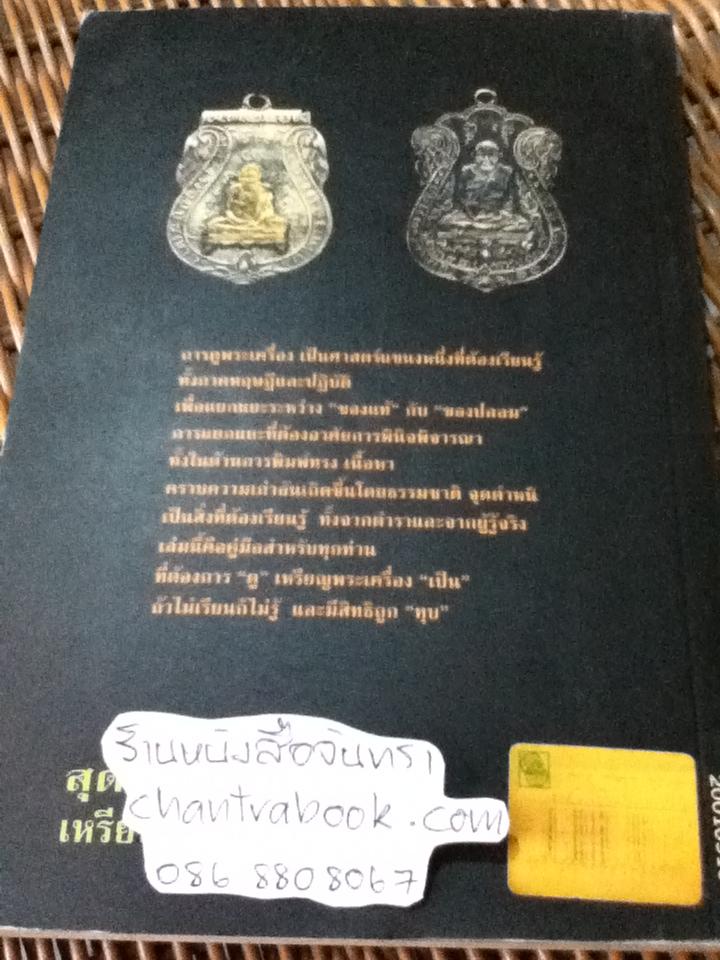 การดูพระเครื่อง เป็นศาสตร์แขนงหนึ่งที่ต้องเรียนรู้
ทั้งภาคทฤษฎีและปฏิบัติ
เพื่อแยกแยะระหว่าง "ของแท้" กับ "ของปลอม"
การแยกแยะที่ต้องอาศัยการพินิจพิจารณา
ทั้งในด้านการพิมพ์ทรง เนื้อหา
คราบความเก่าอันเกิดขึ้นโดยธรรมชาติ จุดตำหนิ
เป็นสิ่งที่ต้องเรียนรู้ ทั้งจากตำราและจากผู้รู้จริง
เล่มนี้คือคู่มือสำหรับทุกท่าน
ที่ต้องการ "ดู" เหรียญพระเครื่อง "เป็น"
ถ้าไม่เรียนก็ไม่รู้ และมีสิทธิถูก "ทุบ"
ร้านหนังสือจันทรา
สุด
chantrabook.com
เหรีย
086 8808067